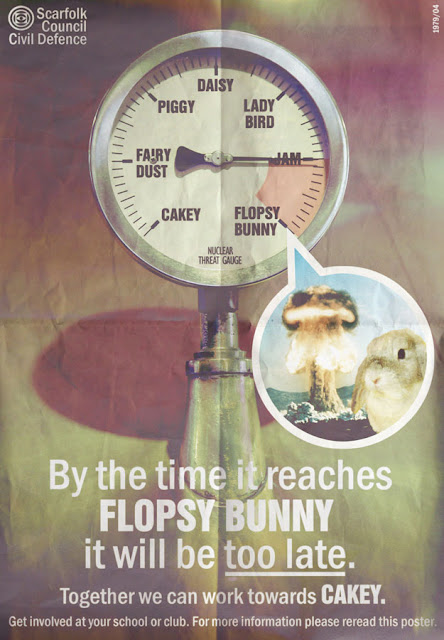 Scarfolk
Council
Civil Defence
1979/04
DAISY
PIGGY
LADY
BIRD
FAIRY
DUST
JAM
CAKEY
FLOPSY
BUNNY
NUCLEAR
THREAT GAUGE
By the time it reaches
FLOPSY BUNNY
it will be too late.
Together we can work towards CAKEY.
Get involved at your school or club. For more information please reread this poster.